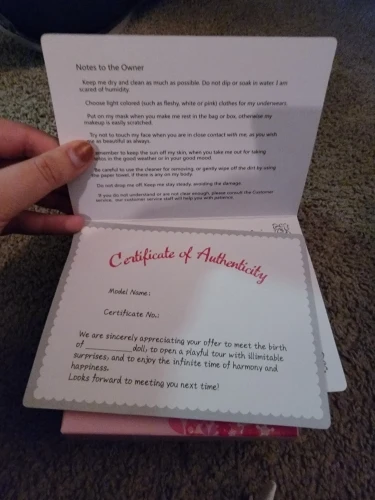 Notes to the Owner
Keep me dry and clean as much as possible. Do not dip or soak in water I am
scared of humidity.
Choose light colored (such as fleshy, white or pink) clothes for my underwears.
Put on my mask when you make me rest in the bag or box, otherwise my
makeup is easily scratched.
Try not to touch my face when you are in close contact with me, as you wish
me as beautiful as always.
Remember to keep the sun off my skin, when you take me not for taking
photos in the good weather or in your good mood.
Be careful to use the cleaner for removing, or gently wipe off the dirt by using
the paper towel, if there is any on my body.
Do not drop me off. Keep me stay steady, avoiding the damage.
If you do not understand or are not clear enough, please consult the Customer
service, our customer service staff will help you with patience.
Certificate of Authenticity
Model Name:
Certificate No.:
We are sincerely appreciating your offer to meet the birth
of ____________doll, to open a playful tour with illimitable
surprises, and to enjoy the infinite time of harmony and
happiness.
Looks forward to meeting you next time!